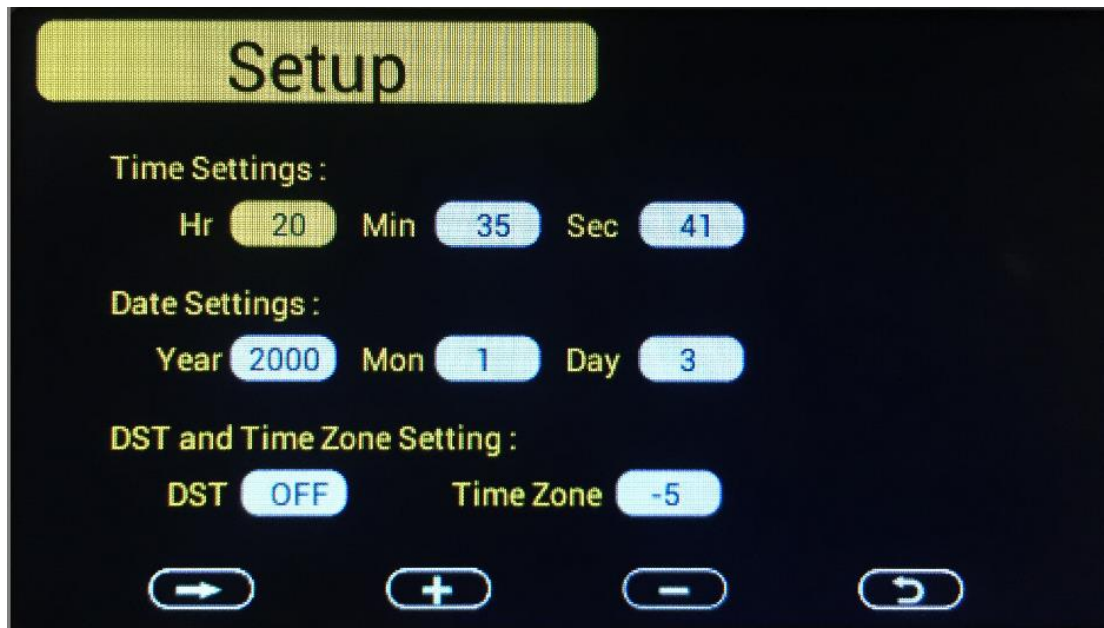 Setup
Time Settings :
Hr 20 Min 35 Sec 41
Date Settings :
Year 2000 Mon 1 Day 3
DST and Time Zone Setting :
DST OFF Time Zone -5